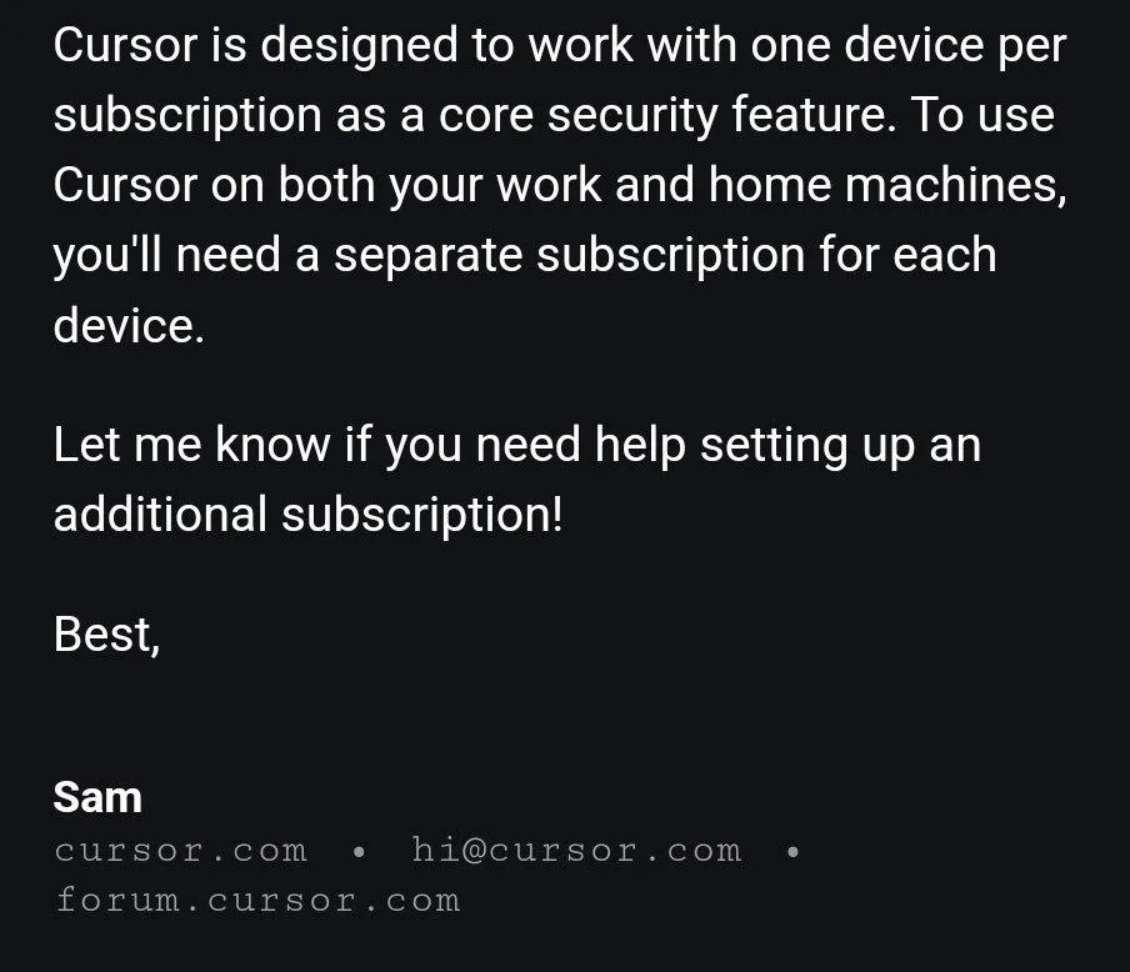 Cursor is designed to work with one device per
subscription as a core security feature. To use
Cursor on both your work and home machines,
you'll need a separate subscription for each
device.
Let me know if you need help setting up an
additional subscription!
Best,
Sam
cursor.com • hi@cursor.com •
forum.cursor.com